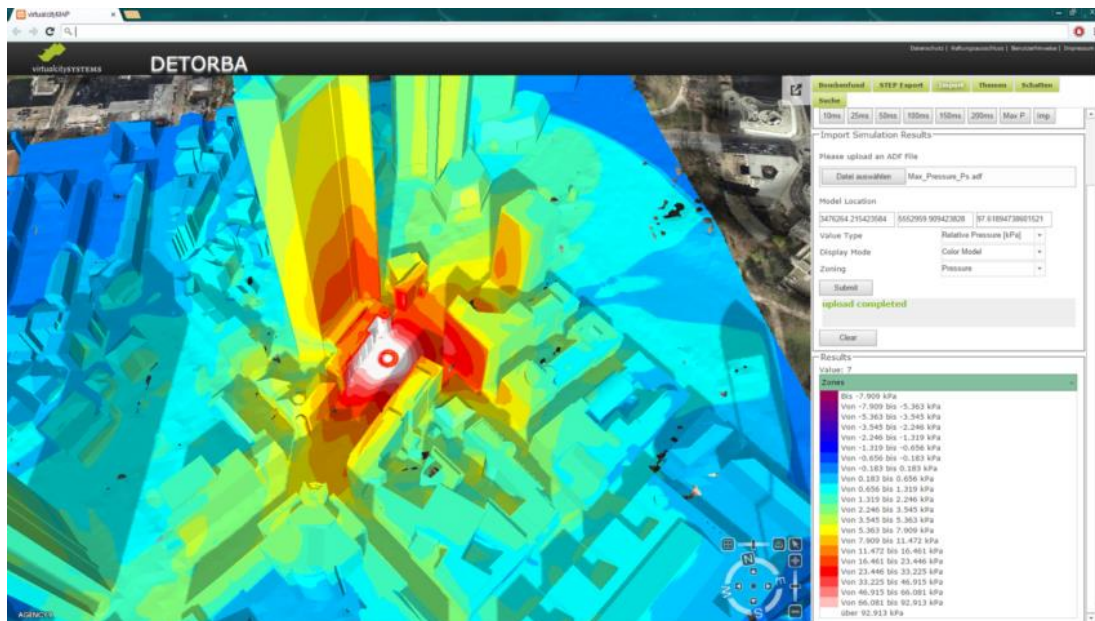 virtualcityMAP
Datenschutz | Haftungsausschluss | Benutzerhinweise | Impressum
virtualcitySYSTEMS
DETORBA
Bombenfund STEP Export Import Themen Schatten
Suche
10ms 25ms 50ms 100ms 150ms 200ms Max P Imp.
Import Simulation Results
Please upload an ADF File
Datei auswählen Max_Pressure_Ps.adf
Model Location
3476264.215423584 5552959.909423828 97.61894738601521
Value Type Relative Pressure [kPa]
Display Mode Color Model
Zoning Pressure
Submit
upload completed
Clear
Results
Value: 7
Zones
Bis -7.909 kPa
Von -7.909 bis -5.363 kPa
Von -5.363 bis -3.545 kPa
Von -3.545 bis -2.246 kPa
Von -2.246 bis -1.319 kPa
Von -1.319 bis -0.656 kPa
Von -0.656 bis -0.183 kPa
Von -0.183 bis 0.183 kPa
Von 0.183 bis 0.656 kPa
Von 0.656 bis 1.319 kPa
Von 1.319 bis 2.246 kPa
Von 2.246 bis 3.545 kPa
Von 3.545 bis 5.363 kPa
Von 5.363 bis 7.909 kPa
Von 7.909 bis 11.472 kPa
Von 11.472 bis 16.461 kPa
Von 16.461 bis 23.446 kPa
Von 23.446 bis 33.225 kPa
Von 33.225 bis 46.915 kPa
Von 46.915 bis 66.081 kPa
Von 66.081 bis 92.913 kPa
über 92.913 kPa
N
W E
S